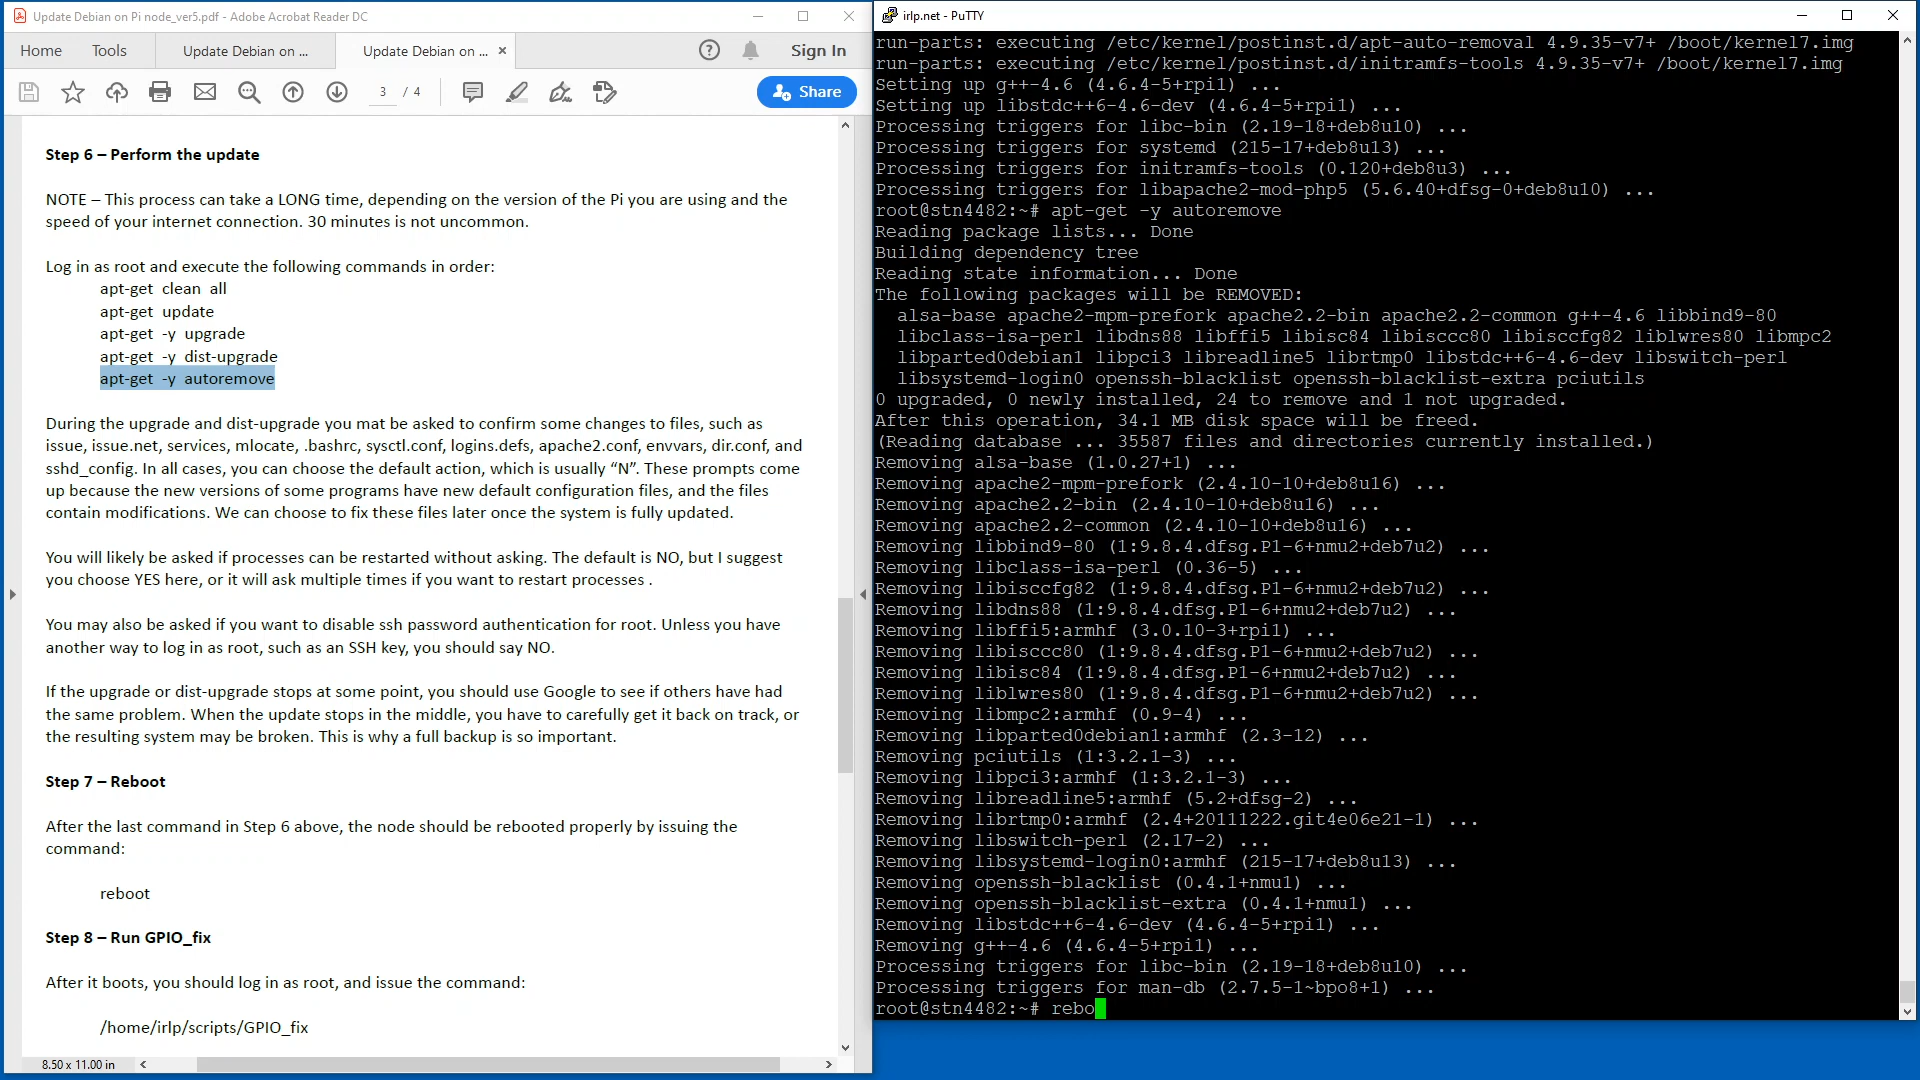 Update Debian on Pi node_ver5.pdf - Adobe Acrobat Reader DC
Home
Tools
Update Debian on ...
Update Debian on ...
Sign In
3 / 4
Share
Step 6 – Perform the update
NOTE – This process can take a LONG time, depending on the version of the Pi you are using and the
speed of your internet connection. 30 minutes is not uncommon.
Log in as root and execute the following commands in order:
apt-get clean all
apt-get update
apt-get -y upgrade
apt-get -y dist-upgrade
apt-get -y autoremove
During the upgrade and dist-upgrade you mat be asked to confirm some changes to files, such as
issue, issue.net, services, mlocate, .bashrc, sysctl.conf, logins.defs, apache2.conf, envvars, dir.conf, and
sshd_config. In all cases, you can choose the default action, which is usually “N”. These prompts come
up because the new versions of some programs have new default configuration files, and the files
contain modifications. We can choose to fix these files later once the system is fully updated.
You will likely be asked if processes can be restarted without asking. The default is NO, but I suggest
you choose YES here, or it will ask multiple times if you want to restart processes .
You may also be asked if you want to disable ssh password authentication for root. Unless you have
another way to log in as root, such as an SSH key, you should say NO.
If the upgrade or dist-upgrade stops at some point, you should use Google to see if others have had
the same problem. When the update stops in the middle, you have to carefully get it back on track, or
the resulting system may be broken. This is why a full backup is so important.
Step 7 – Reboot
After the last command in Step 6 above, the node should be rebooted properly by issuing the
command:
reboot
Step 8 – Run GPIO_fix
After it boots, you should log in as root, and issue the command:
/home/irlp/scripts/GPIO_fix
8.50 x 11.00 in
irlp.net - PuTTY
run-parts: executing /etc/kernel/postinst.d/apt-auto-removal 4.9.35-v7+ /boot/kernel7.img
run-parts: executing /etc/kernel/postinst.d/initramfs-tools 4.9.35-v7+ /boot/kernel7.img
Setting up g++-4.6 (4.6.4-5+rpi1) ...
Setting up libstdc++6-4.6-dev (4.6.4-5+rpi1) ...
Processing triggers for libc-bin (2.19-18+deb8u10) ...
Processing triggers for systemd (215-17+deb8u13) ...
Processing triggers for initramfs-tools (0.120+deb8u3) ...
Processing triggers for libapache2-mod-php5 (5.6.40+dfsg-0+deb8u10) ...
root@stn4482:~# apt-get -y autoremove
Reading package lists... Done
Building dependency tree
Reading state information... Done
The following packages will be REMOVED:
alsa-base apache2-mpm-prefork apache2.2-bin apache2.2-common g++-4.6 libbind9-80
libclass-isa-perl libdns88 libffi5 libisc84 libisccc80 libisccfg82 liblwres80 libmpc2
libparted0debian1 libpci3 libreadline5 librtmp0 libstdc++6-4.6-dev libswitch-perl
libsystemd-login0 openssh-blacklist openssh-blacklist-extra pciutils
0 upgraded, 0 newly installed, 24 to remove and 1 not upgraded.
After this operation, 34.1 MB disk space will be freed.
(Reading database ... 35587 files and directories currently installed.)
Removing alsa-base (1.0.27+1) ...
Removing apache2-mpm-prefork (2.4.10-10+deb8u16) ...
Removing apache2.2-bin (2.4.10-10+deb8u16) ...
Removing apache2.2-common (2.4.10-10+deb8u16) ...
Removing libbind9-80 (1:9.8.4.dfsg.P1-6+nmu2+deb7u2) ...
Removing libclass-isa-perl (0.36-5) ...
Removing libisccfg82 (1:9.8.4.dfsg.P1-6+nmu2+deb7u2) ...
Removing libdns88 (1:9.8.4.dfsg.P1-6+nmu2+deb7u2) ...
Removing libffi5:armhf (3.0.10-3+rpi1) ...
Removing libisccc80 (1:9.8.4.dfsg.P1-6+nmu2+deb7u2) ...
Removing libisc84 (1:9.8.4.dfsg.P1-6+nmu2+deb7u2) ...
Removing liblwres80 (1:9.8.4.dfsg.P1-6+nmu2+deb7u2) ...
Removing libmpc2:armhf (0.9-4) ...
Removing libparted0debian1:armhf (2.3-12) ...
Removing pciutils (1:3.2.1-3) ...
Removing libpci3:armhf (1:3.2.1-3) ...
Removing libreadline5:armhf (5.2+dfsg-2) ...
Removing librtmp0:armhf (2.4+20111222.git4e06e21-1) ...
Removing libswitch-perl (2.17-2) ...
Removing libsystemd-login0:armhf (215-17+deb8u13) ...
Removing openssh-blacklist (0.4.1+nmu1) ...
Removing openssh-blacklist-extra (0.4.1+nmu1) ...
Removing libstdc++6-4.6-dev (4.6.4-5+rpi1) ...
Removing g++-4.6 (4.6.4-5+rpi1) ...
Processing triggers for libc-bin (2.19-18+deb8u10) ...
Processing triggers for man-db (2.7.5-1~bpo8+1) ...
root@stn4482:~# rebo